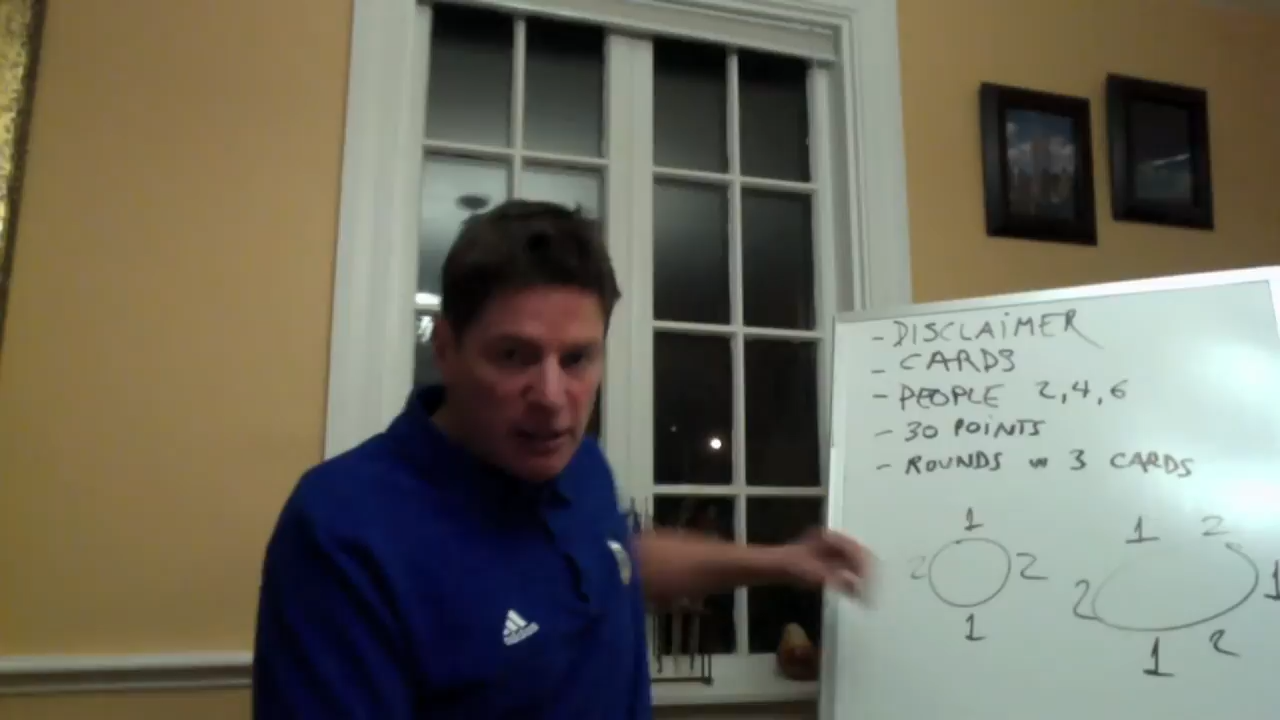 - DISCLAIMER
- CARDS
- PEOPLE 2,4,6
- 30 POINTS
- ROUNDS w 3 CARDS
1
2 2
1
1 2
2 1
1 2